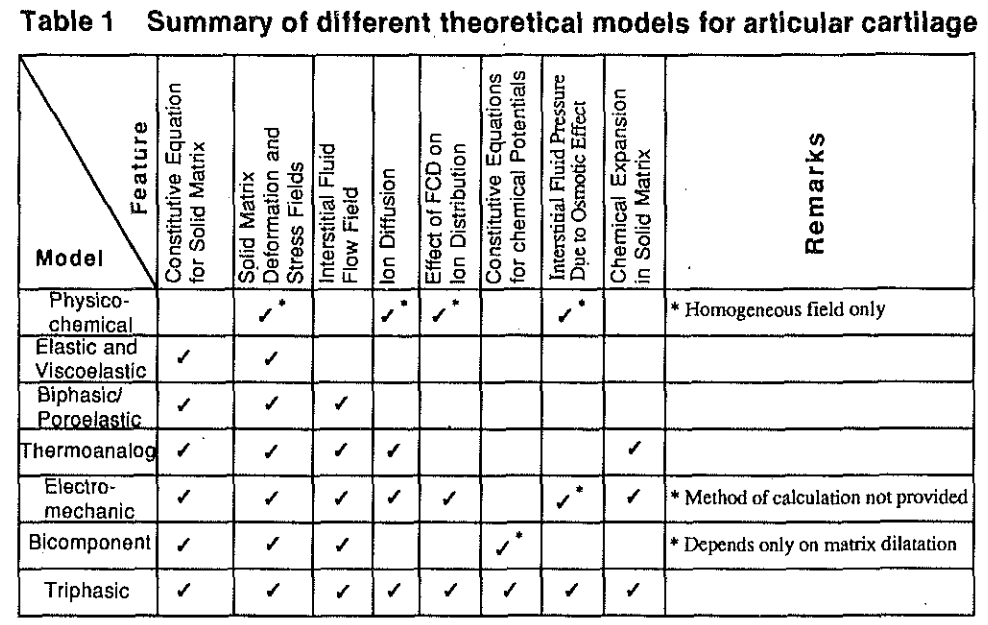 Table 1 Summary of different theoretical models for articular cartilage
Feature
Model
Constitutive Equation
for Solid Matrix
Solid Matrix
Deformation and
Stress Fields
Interstitial Fluid
Flow Field
Ion Diffusion
Effect of FCD on
Ion Distribution
Constitutive Equations
for chemical Potentials
Interstitial Fluid Pressure
Due to Osmotic Effect
Chemical Expansion
in Solid Matrix
Remarks
Physico-
chemical
✓* ✓* ✓* ✓* * Homogeneous field only
Elastic and
Viscoelastic
✓ ✓
Biphasic/
Poroelastic
✓ ✓ ✓
Thermoanalog ✓ ✓ ✓ ✓ ✓
Electro-
mechanic
✓ ✓ ✓ ✓ ✓ ✓* ✓ * Method of calculation not provided
Bicomponent ✓ ✓ ✓ ✓* * Depends only on matrix dilatation
Triphasic ✓ ✓ ✓ ✓ ✓ ✓ ✓ ✓